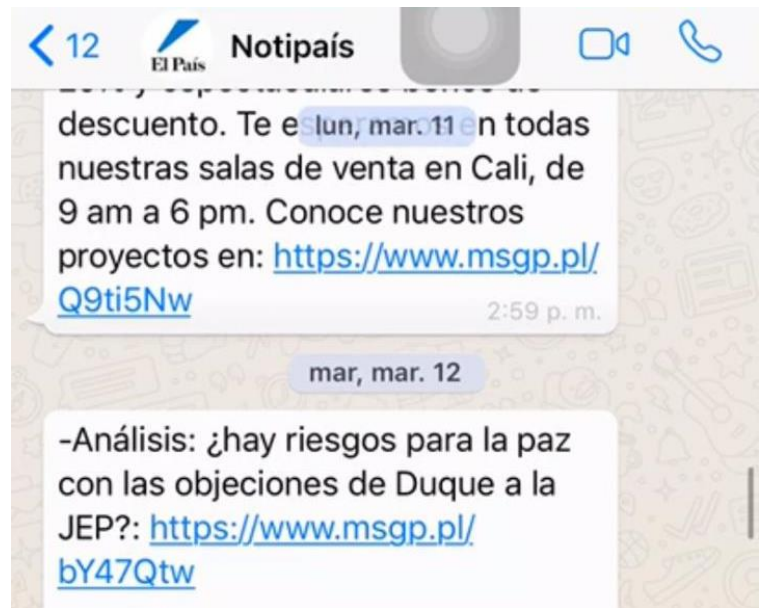 12
El País
Notipaís
descuento. Te es
lun, mar. 11
en todas
nuestras salas de venta en Cali, de
9 am a 6 pm. Conoce nuestros
proyectos en: https://www.msgp.pl/
Q9ti5Nw
2:59 p. m.
mar, mar. 12
-Análisis: ¿hay riesgos para la paz
con las objeciones de Duque a la
JEP?: https://www.msgp.pl/
bY47Qtw